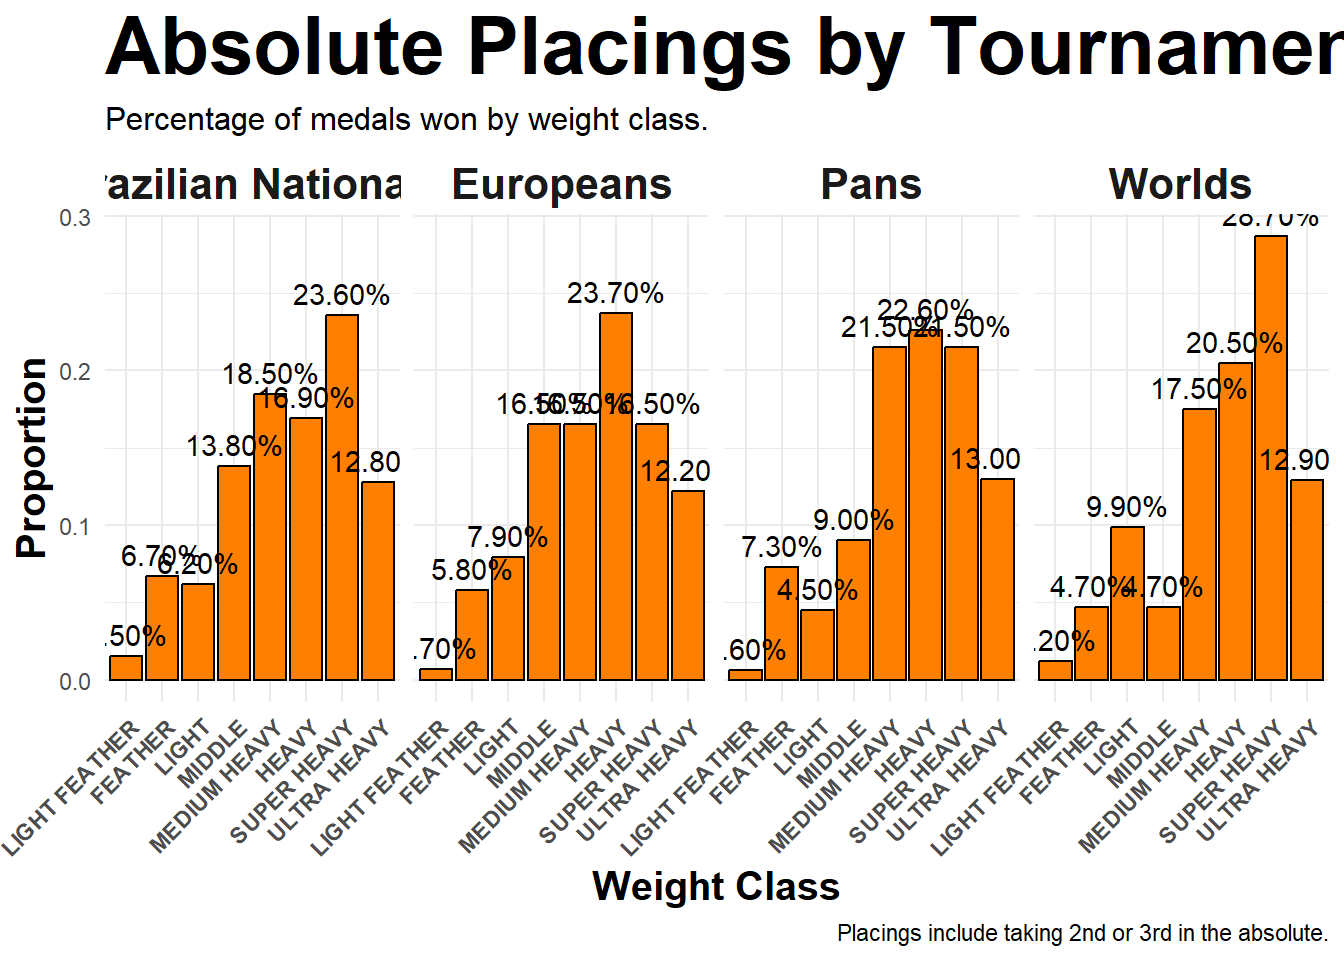 Absolute Placings by Tournamen
Percentage of medals won by weight class.
razilian Nationa
Europeans
Pans
Worlds
Proportion
0.3
0.2
0.1
0.0
.50%
6.70%
6.20%
13.80%
18.50%
16.90%
23.60%
12.80
.70%
5.80%
7.90%
16.50%
16.50%
23.70%
16.50%
12.20
.60%
7.30%
4.50%
9.00%
21.50%
22.60%
21.50%
13.00
.20%
4.70%
9.90%
4.70%
17.50%
20.50%
28.70%
12.90
LIGHT FEATHER
FEATHER
LIGHT
MIDDLE
MEDIUM HEAVY
HEAVY
SUPER HEAVY
ULTRA HEAVY
LIGHT FEATHER
FEATHER
LIGHT
MIDDLE
MEDIUM HEAVY
HEAVY
SUPER HEAVY
ULTRA HEAVY
LIGHT FEATHER
FEATHER
LIGHT
MIDDLE
MEDIUM HEAVY
HEAVY
SUPER HEAVY
ULTRA HEAVY
LIGHT FEATHER
FEATHER
LIGHT
MIDDLE
MEDIUM HEAVY
HEAVY
SUPER HEAVY
ULTRA HEAVY
Weight Class
Placings include taking 2nd or 3rd in the absolute.